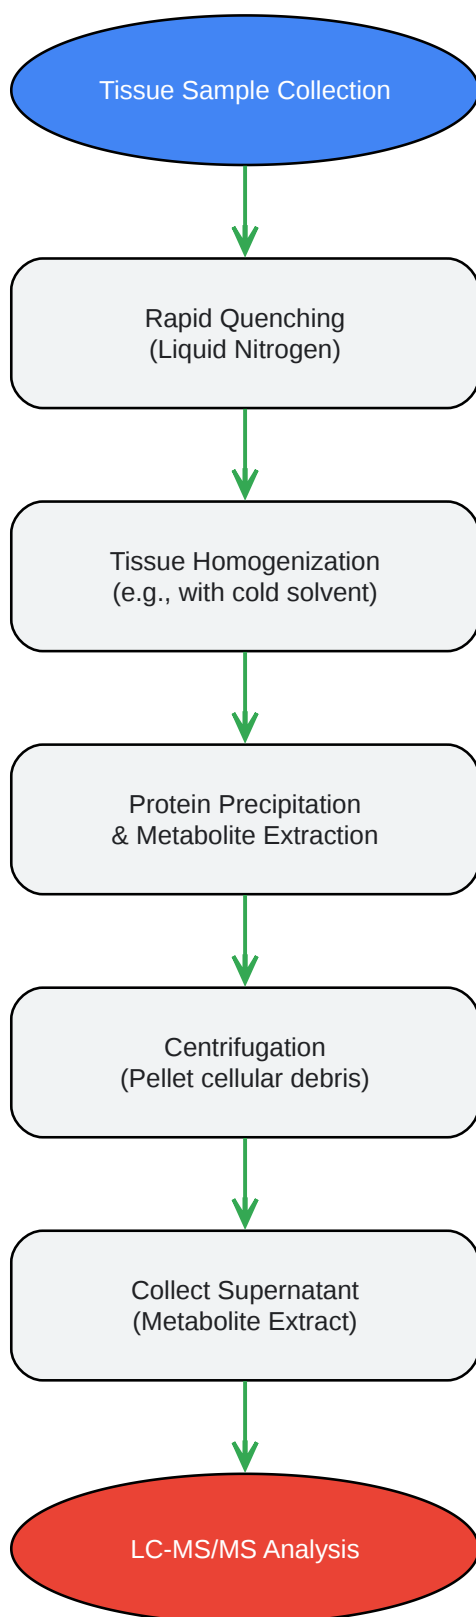 Tissue Sample Collection
Rapid Quenching
(Liquid Nitrogen)
Tissue Homogenization
(e.g., with cold solvent)
Protein Precipitation
& Metabolite Extraction
Centrifugation
(Pellet cellular debris)
Collect Supernatant
(Metabolite Extract)
LC-MS/MS Analysis